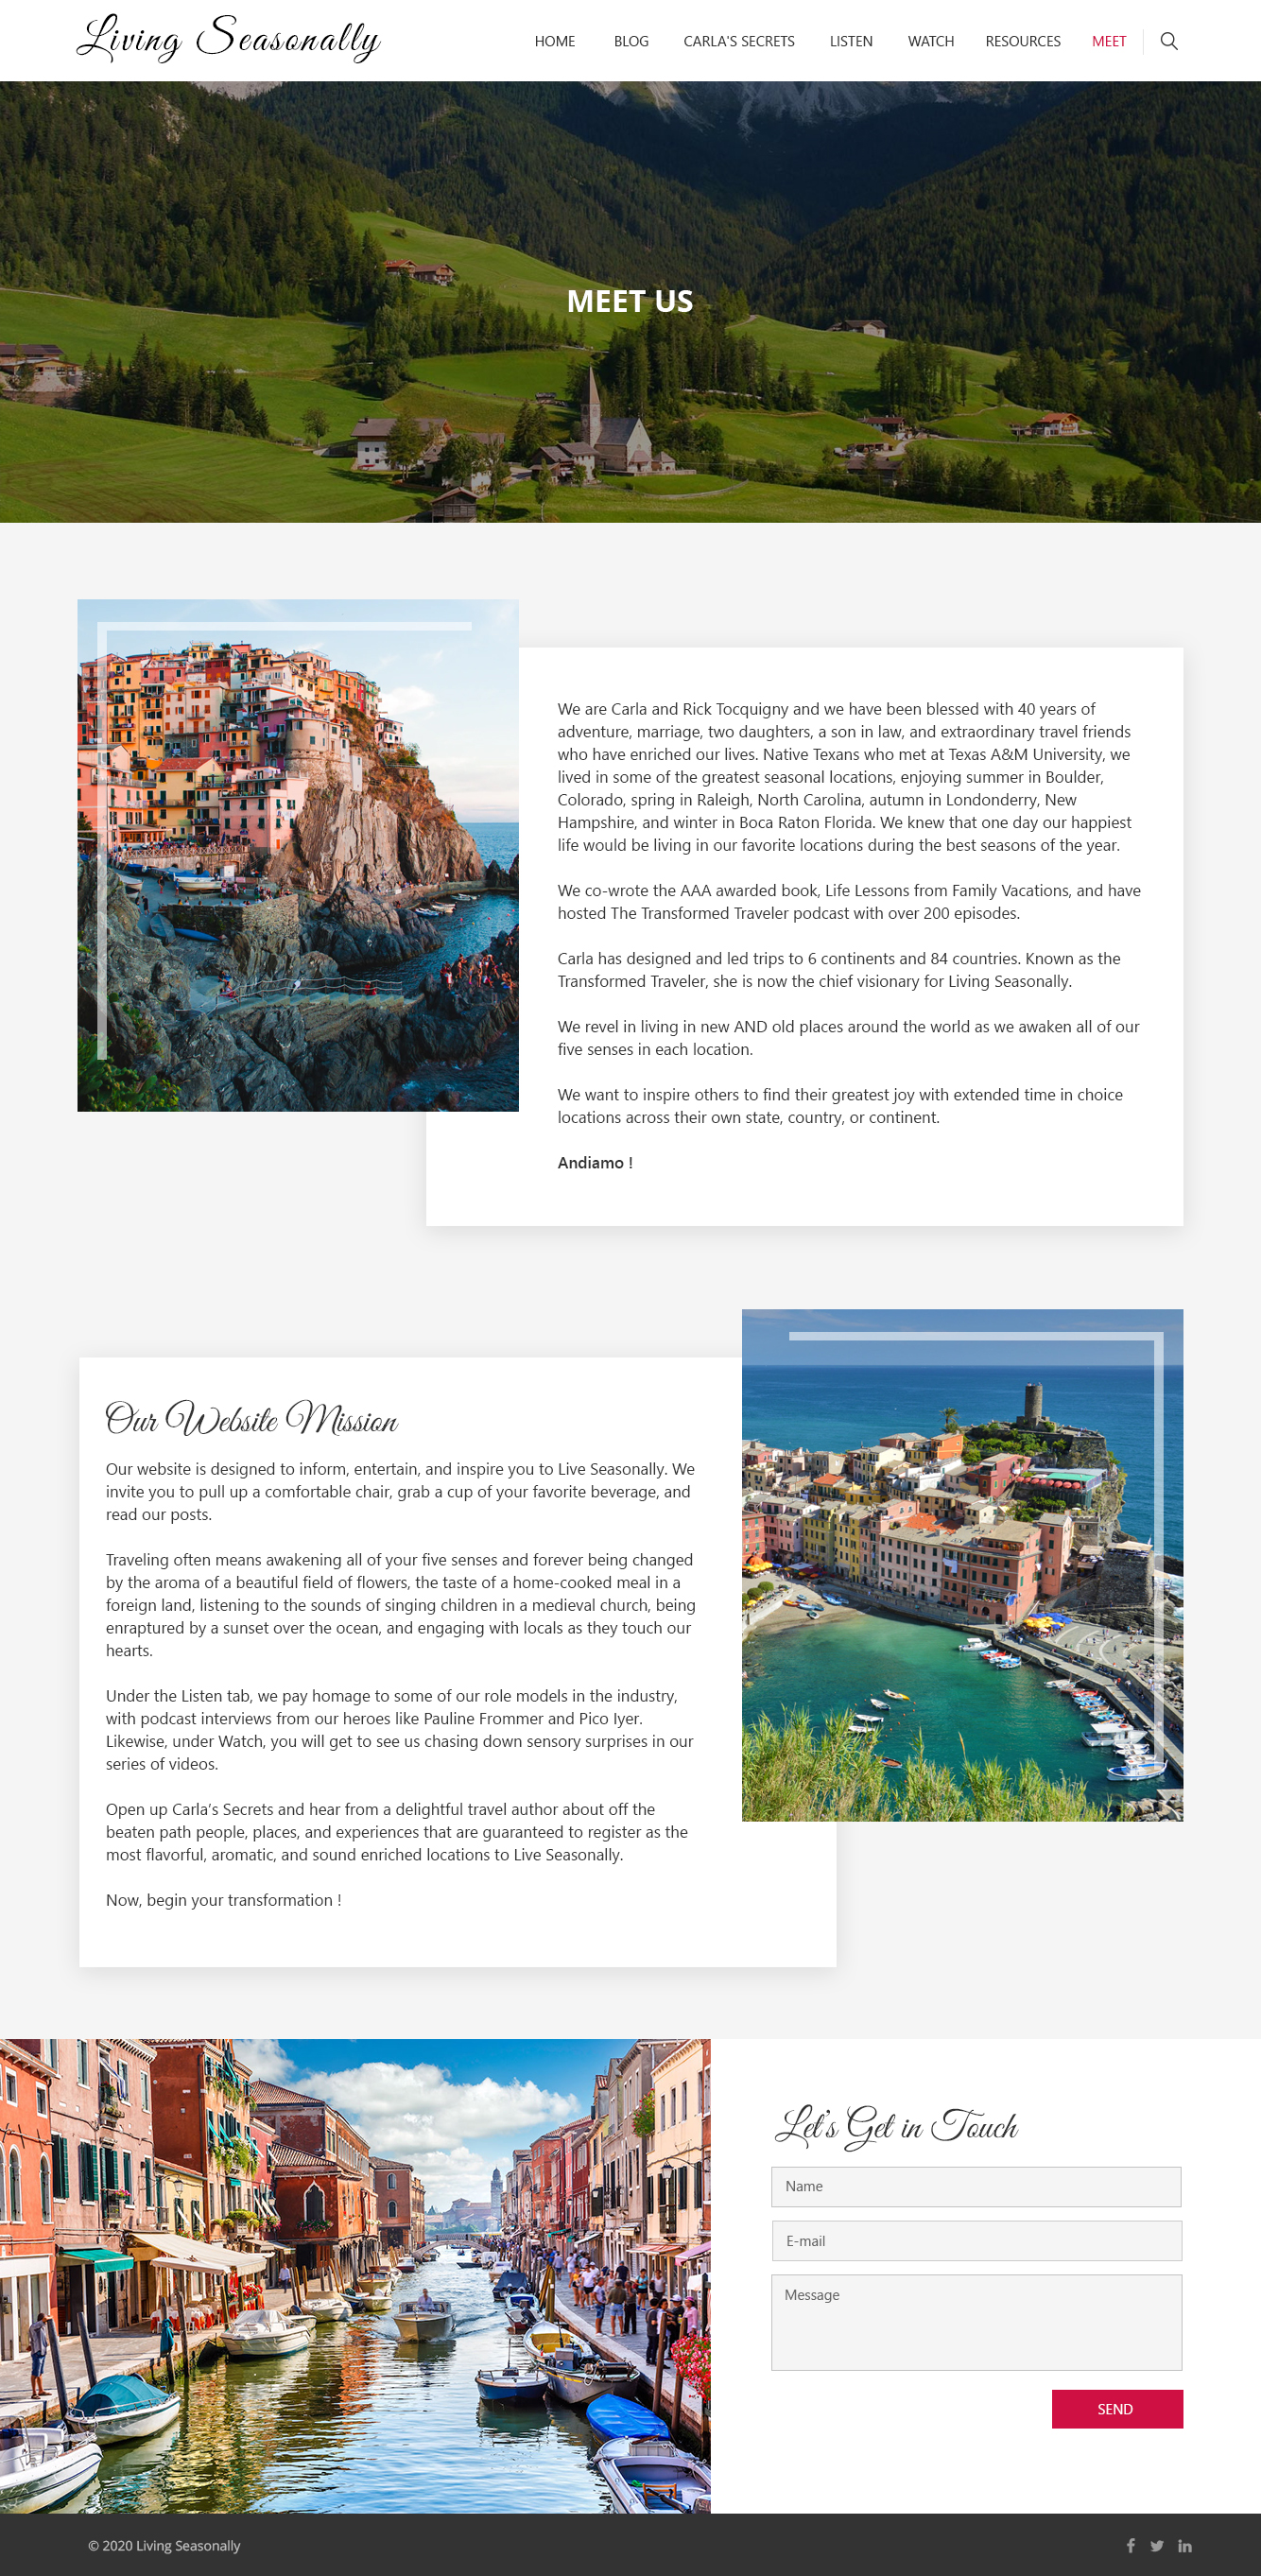 Living Seasonally
HOME BLOG CARLA'S SECRETS LISTEN WATCH RESOURCES MEET
MEET US
We are Carla and Rick Tocquigny and we have been blessed with 40 years of
adventure, marriage, two daughters, a son in law, and extraordinary travel friends
who have enriched our lives. Native Texans who met at Texas A&M University, we
lived in some of the greatest seasonal locations, enjoying summer in Boulder,
Colorado, spring in Raleigh, North Carolina, autumn in Londonderry, New
Hampshire, and winter in Boca Raton Florida. We knew that one day our happiest
life would be living in our favorite locations during the best seasons of the year.
We co-wrote the AAA awarded book, Life Lessons from Family Vacations, and have
hosted The Transformed Traveler podcast with over 200 episodes.
Carla has designed and led trips to 6 continents and 84 countries. Known as the
Transformed Traveler, she is now the chief visionary for Living Seasonally.
We revel in living in new AND old places around the world as we awaken all of our
five senses in each location.
We want to inspire others to find their greatest joy with extended time in choice
locations across their own state, country, or continent.
Andiamo !
Our Website Mission
Our website is designed to inform, entertain, and inspire you to Live Seasonally. We
invite you to pull up a comfortable chair, grab a cup of your favorite beverage, and
read our posts.
Traveling often means awakening all of your five senses and forever being changed
by the aroma of a beautiful field of flowers, the taste of a home-cooked meal in a
foreign land, listening to the sounds of singing children in a medieval church, being
enraptured by a sunset over the ocean, and engaging with locals as they touch our
hearts.
Under the Listen tab, we pay homage to some of our role models in the industry,
with podcast interviews from our heroes like Pauline Frommer and Pico Iyer.
Likewise, under Watch, you will get to see us chasing down sensory surprises in our
series of videos.
Open up Carla's Secrets and hear from a delightful travel author about off the
beaten path people, places, and experiences that are guaranteed to register as the
most flavorful, aromatic, and sound enriched locations to Live Seasonally.
Now, begin your transformation !
Let's Get in Touch
Name
E-mail
Message
SEND
© 2020 Living Seasonally